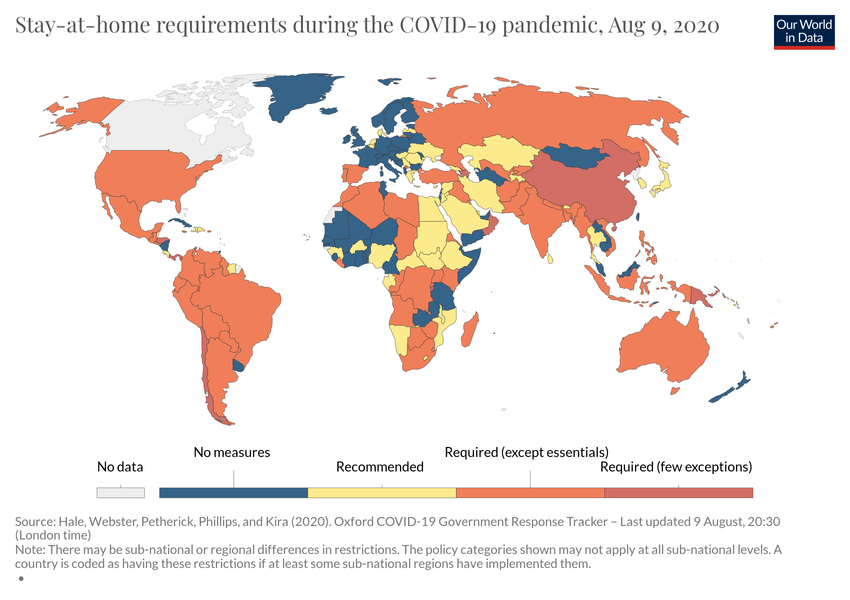 Stay-at-home requirements during the COVID-19 pandemic, Aug 9, 2020
Our World
in Data
No data
No measures
Recommended
Required (except essentials)
Required (few exceptions)
Source: Hale, Webster, Petherick, Phillips, and Kira (2020). Oxford COVID-19 Government Response Tracker – Last updated 9 August, 20:30
(London time)
Note: There may be sub-national or regional differences in restrictions. The policy categories shown may not apply at all sub-national levels. A
country is coded as having these restrictions if at least some sub-national regions have implemented them.